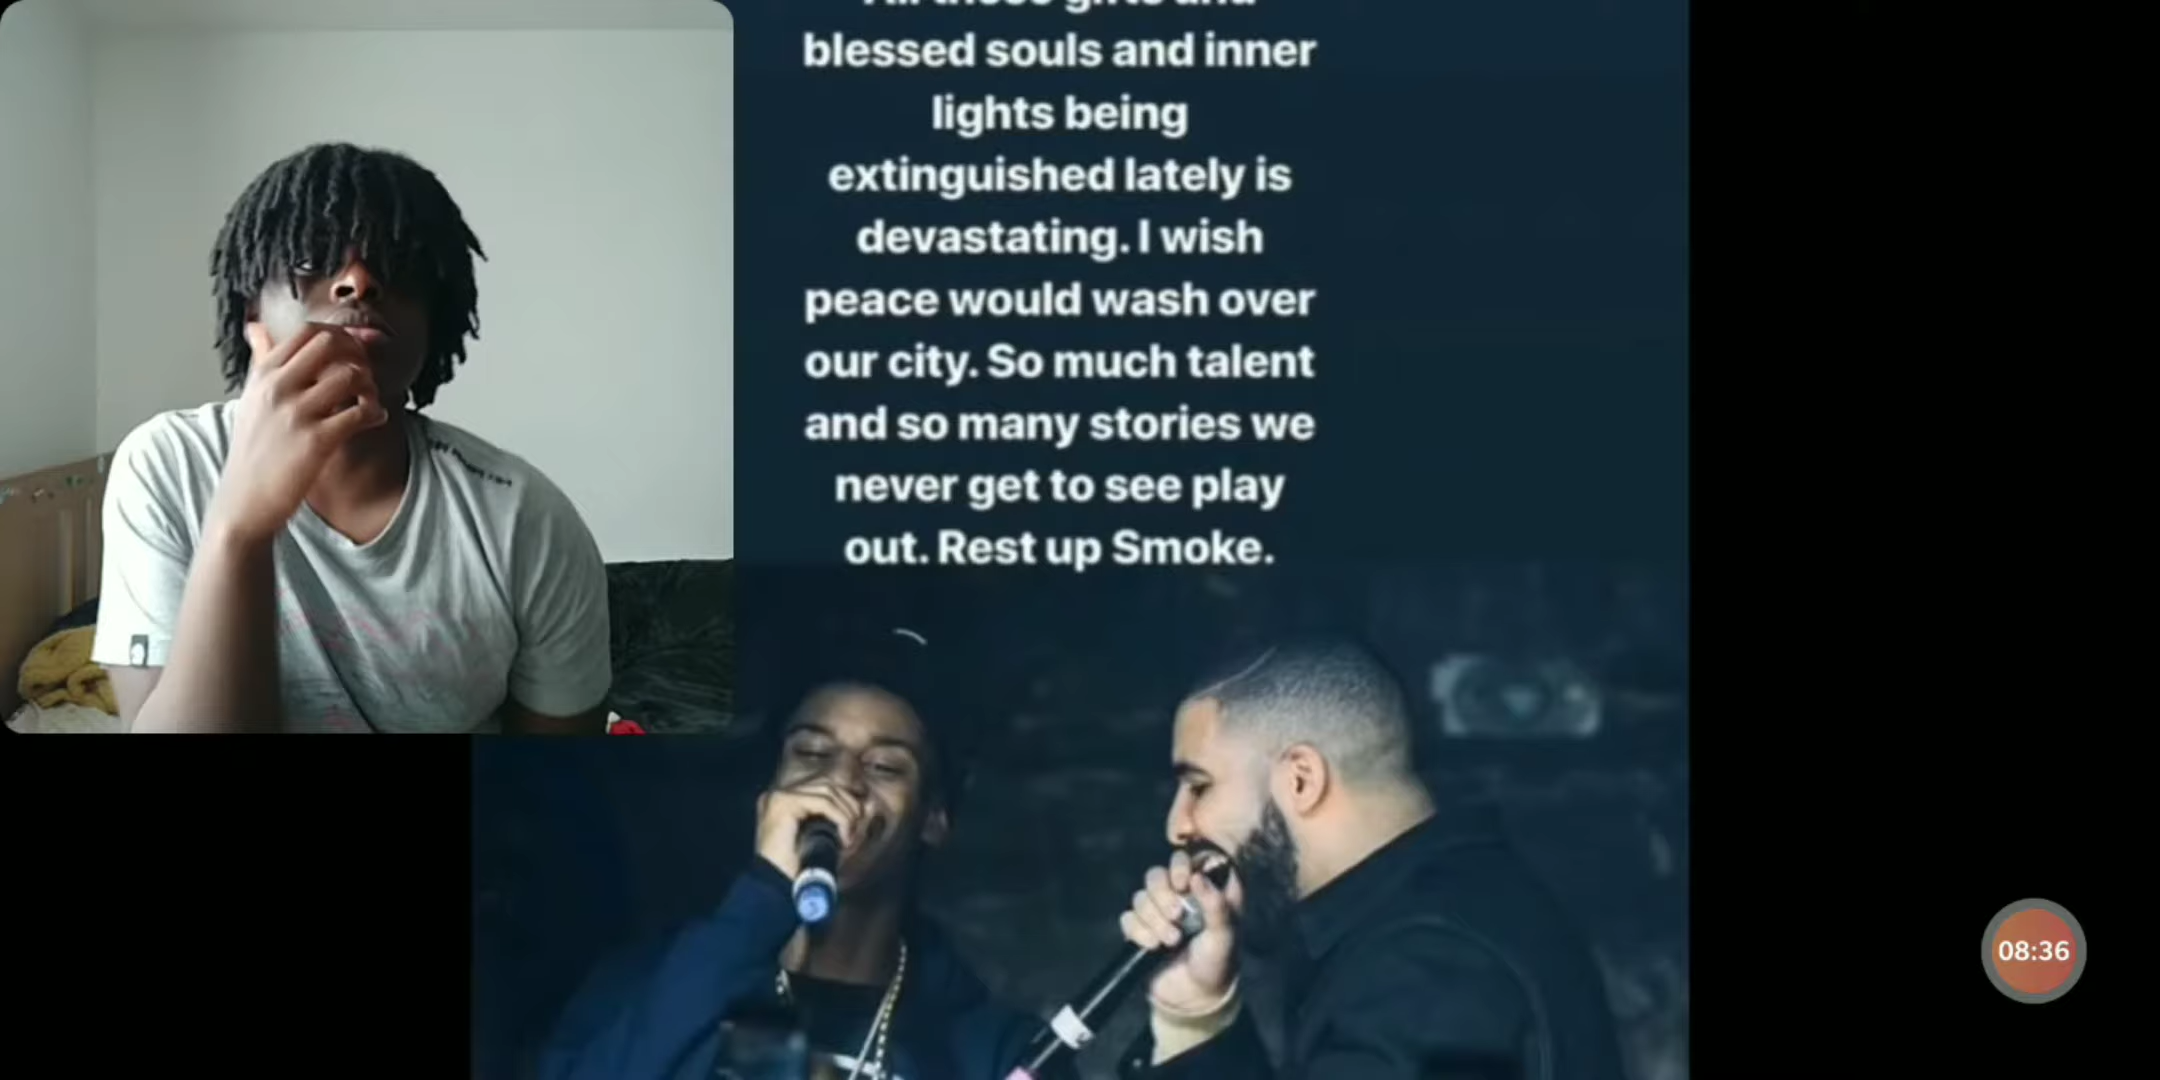 blessed souls and inner
lights being
extinguished lately is
devastating. I wish
peace would wash over
our city. So much talent
and so many stories we
never get to see play
out. Rest up Smoke.
08:36